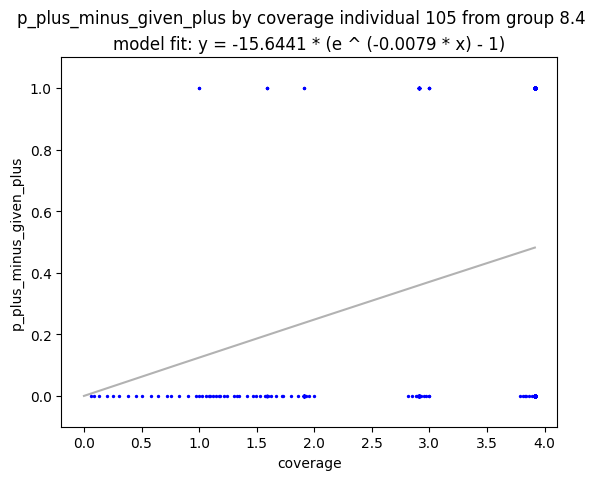 p_plus_minus_given_plus by coverage individual 105 from group 8.4
model fit: y = -15.6441 * (e ^ (-0.0079 * x) - 1)
1.0
0.8
0.6
0.4
0.2
0.0
p_plus_minus_given_plus
0.0 0.5 1.0 1.5 2.0 2.5 3.0 3.5 4.0
coverage